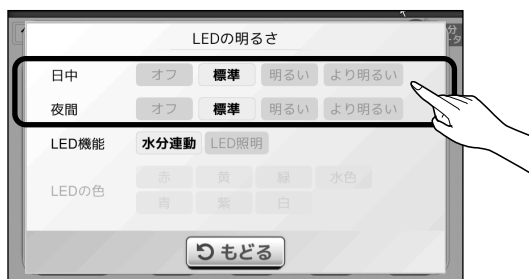 LEDの明るさ
日中 オフ 標準 明るい より明るい
夜間 オフ 標準 明るい より明るい
LED機能 水分連動 LED照明
LEDの色 赤 黄 緑 水色
青 紫 白
もどる
分
タ